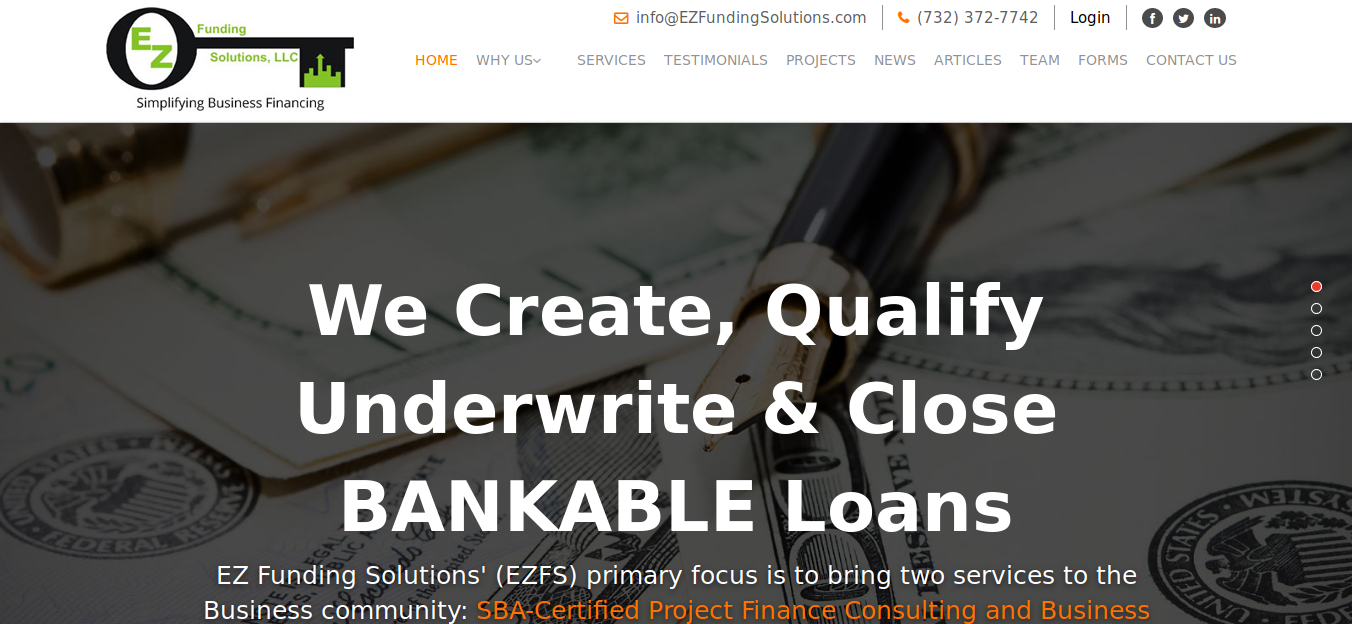 EZ
Funding
Solutions, LLC
Simplifying Business Financing
info@EZFundingSolutions.com
(732) 372-7742
Login
HOME WHY US SERVICES TESTIMONIALS PROJECTS NEWS ARTICLES TEAM FORMS CONTACT US
We Create, Qualify
Underwrite & Close
BANKABLE Loans
EZ Funding Solutions' (EZFS) primary focus is to bring two services to the
Business community: SBA-Certified Project Finance Consulting and Business